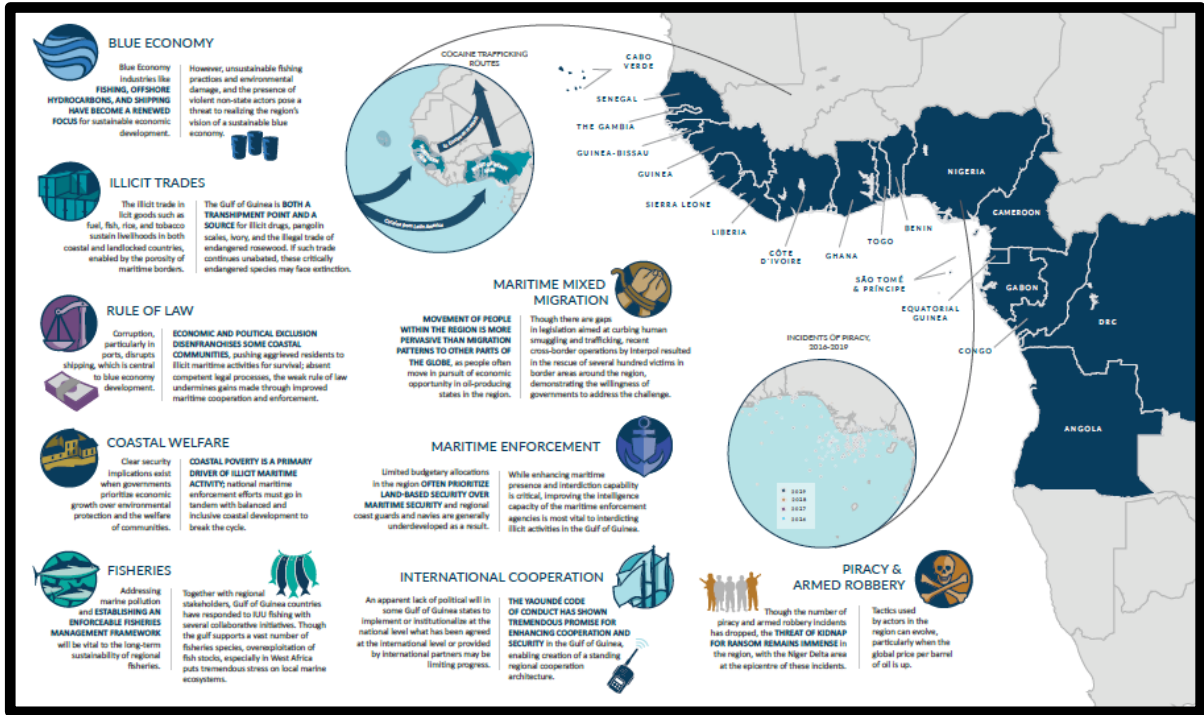 BLUE ECONOMY
Blue Economy
industries like
FISHING, OFFSHORE
HYDROCARBONS, AND SHIPPING
HAVE BECOME A RENEWED
FOCUS for sustainable economic
development.
However, unsustainable fishing
practices and environmental
damage, and the presence of
violent non-state actors pose a
threat to realizing the region's
vision of a sustainable blue
economy.
ILLICIT TRADES
The illicit trade in
licit goods such as
fuel, fish, rice, and tobacco
sustain livelihoods in both
coastal and landlocked countries,
enabled by the porosity of
maritime borders.
The Gulf of Guinea is BOTH A
TRANSHIPMENT POINT AND A
SOURCE for illicit drugs, pangolin
scales, ivory, and the illegal trade of
endangered rosewood. If such trade
continues unabated, these critically
endangered species may face extinction.
RULE OF LAW
Corruption,
particularly in
ports, disrupts
shipping, which is central
to blue economy
development.
ECONOMIC AND POLITICAL EXCLUSION
DISENFRANCHISES SOME COASTAL
COMMUNITIES, pushing aggrieved residents to
illicit maritime activities for survival; absent
competent legal processes, the weak rule of law
undermines gains made through improved
maritime cooperation and enforcement.
COASTAL WELFARE
Clear security
implications exist
when governments
prioritize economic
growth over environmental
protection and the welfare
of communities.
COASTAL POVERTY IS A PRIMARY
DRIVER OF ILLICIT MARITIME
ACTIVITY; national maritime
enforcement efforts must go in
tandem with balanced and
inclusive coastal development to
break the cycle.
FISHERIES
Addressing
marine pollution
and ESTABLISHING AN
ENFORCEABLE FISHERIES
MANAGEMENT FRAMEWORK
will be vital to the long-term
sustainability of regional
fisheries.
Together with regional
stakeholders, Gulf of Guinea countries
have responded to IUU fishing with
several collaborative initiatives. Though
the gulf supports a vast number of
fisheries species, overexploitation of
fish stocks, especially in West Africa
puts tremendous stress on local marine
ecosystems.
COCAINE TRAFFICKING
ROUTES
to Europe
Cocaine from Latin America
MARITIME MIXED
MIGRATION
MOVEMENT OF PEOPLE
WITHIN THE REGION IS MORE
PERVASIVE THAN MIGRATION
PATTERNS TO OTHER PARTS OF
THE GLOBE, as people often
move in pursuit of economic
opportunity in oil-producing
states in the region.
Though there are gaps
in legislation aimed at curbing human
smuggling and trafficking, recent
cross-border operations by Interpol resulted
in the rescue of several hundred victims in
border areas around the region,
demonstrating the willingness of
governments to address the challenge.
MARITIME ENFORCEMENT
Limited budgetary allocations
in the region OFTEN PRIORITIZE
LAND-BASED SECURITY OVER
MARITIME SECURITY and regional
coast guards and navies are generally
underdeveloped as a result.
While enhancing maritime
presence and interdiction capability
is critical, improving the intelligence
capacity of the maritime enforcement
agencies is most vital to interdicting
illicit activities in the Gulf of Guinea.
INTERNATIONAL COOPERATION
An apparent lack of political will in
some Gulf of Guinea states to
implement or institutionalize at the
national level what has been agreed
at the international level or provided
by international partners may be
limiting progress.
THE YAOUNDÉ CODE
OF CONDUCT HAS SHOWN
TREMENDOUS PROMISE FOR
ENHANCING COOPERATION AND
SECURITY in the Gulf of Guinea,
enabling creation of a standing
regional cooperation
architecture.
PIRACY &
ARMED ROBBERY
Though the number of
piracy and armed robbery incidents
has dropped, the THREAT OF KIDNAP
FOR RANSOM REMAINS IMMENSE in
the region, with the Niger Delta area
at the epicentre of these incidents.
Tactics used
by actors in the
region can evolve,
particularly when the
global price per barrel
of oil is up.
INCIDENTS OF PIRACY,
2016-2019
2019
2018
2017
2016
CABO
VERDE
SENEGAL
THE GAMBIA
GUINEA-BISSAU
GUINEA
SIERRA LEONE
LIBERIA
CÔTE
D'IVOIRE
GHANA
TOGO
BENIN
NIGERIA
CAMEROON
SÃO TOMÉ
& PRÍNCIPE
EQUATORIAL
GUINEA
GABON
CONGO
DRC
ANGOLA